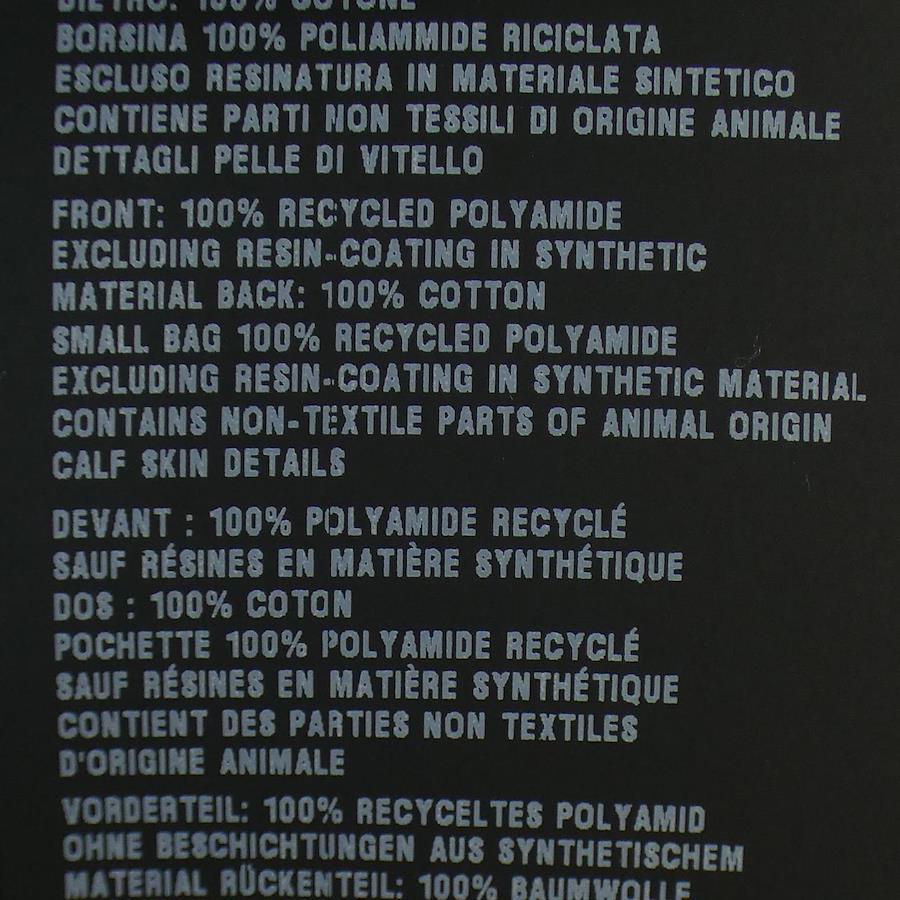 DIETRO: 100% COTONE
BORSINA 100% POLIAMMIDE RICICLATA
ESCLUSO RESINATURA IN MATERIALE SINTETICO
CONTIENE PARTI NON TESSILI DI ORIGINE ANIMALE
DETTAGLI PELLE DI VITELLO
FRONT: 100% RECYCLED POLYAMIDE
EXCLUDING RESIN-COATING IN SYNTHETIC
MATERIAL BACK: 100% COTTON
SMALL BAG 100% RECYCLED POLYAMIDE
EXCLUDING RESIN-COATING IN SYNTHETIC MATERIAL
CONTAINS NON-TEXTILE PARTS OF ANIMAL ORIGIN
CALF SKIN DETAILS
DEVANT : 100% POLYAMIDE RECYCLÉ
SAUF RÉSINES EN MATIÈRE SYNTHÉTIQUE
DOS : 100% COTON
POCHETTE 100% POLYAMIDE RECYCLÉ
SAUF RÉSINES EN MATIÈRE SYNTHÉTIQUE
CONTIENT DES PARTIES NON TEXTILES
D'ORIGINE ANIMALE
VORDERTEIL: 100% RECYCELTES POLYAMID
OHNE BESCHICHTUNGEN AUS SYNTHETISCHEM
MATERIAL RÜCKENTEIL: 100% BAUMWOLLE